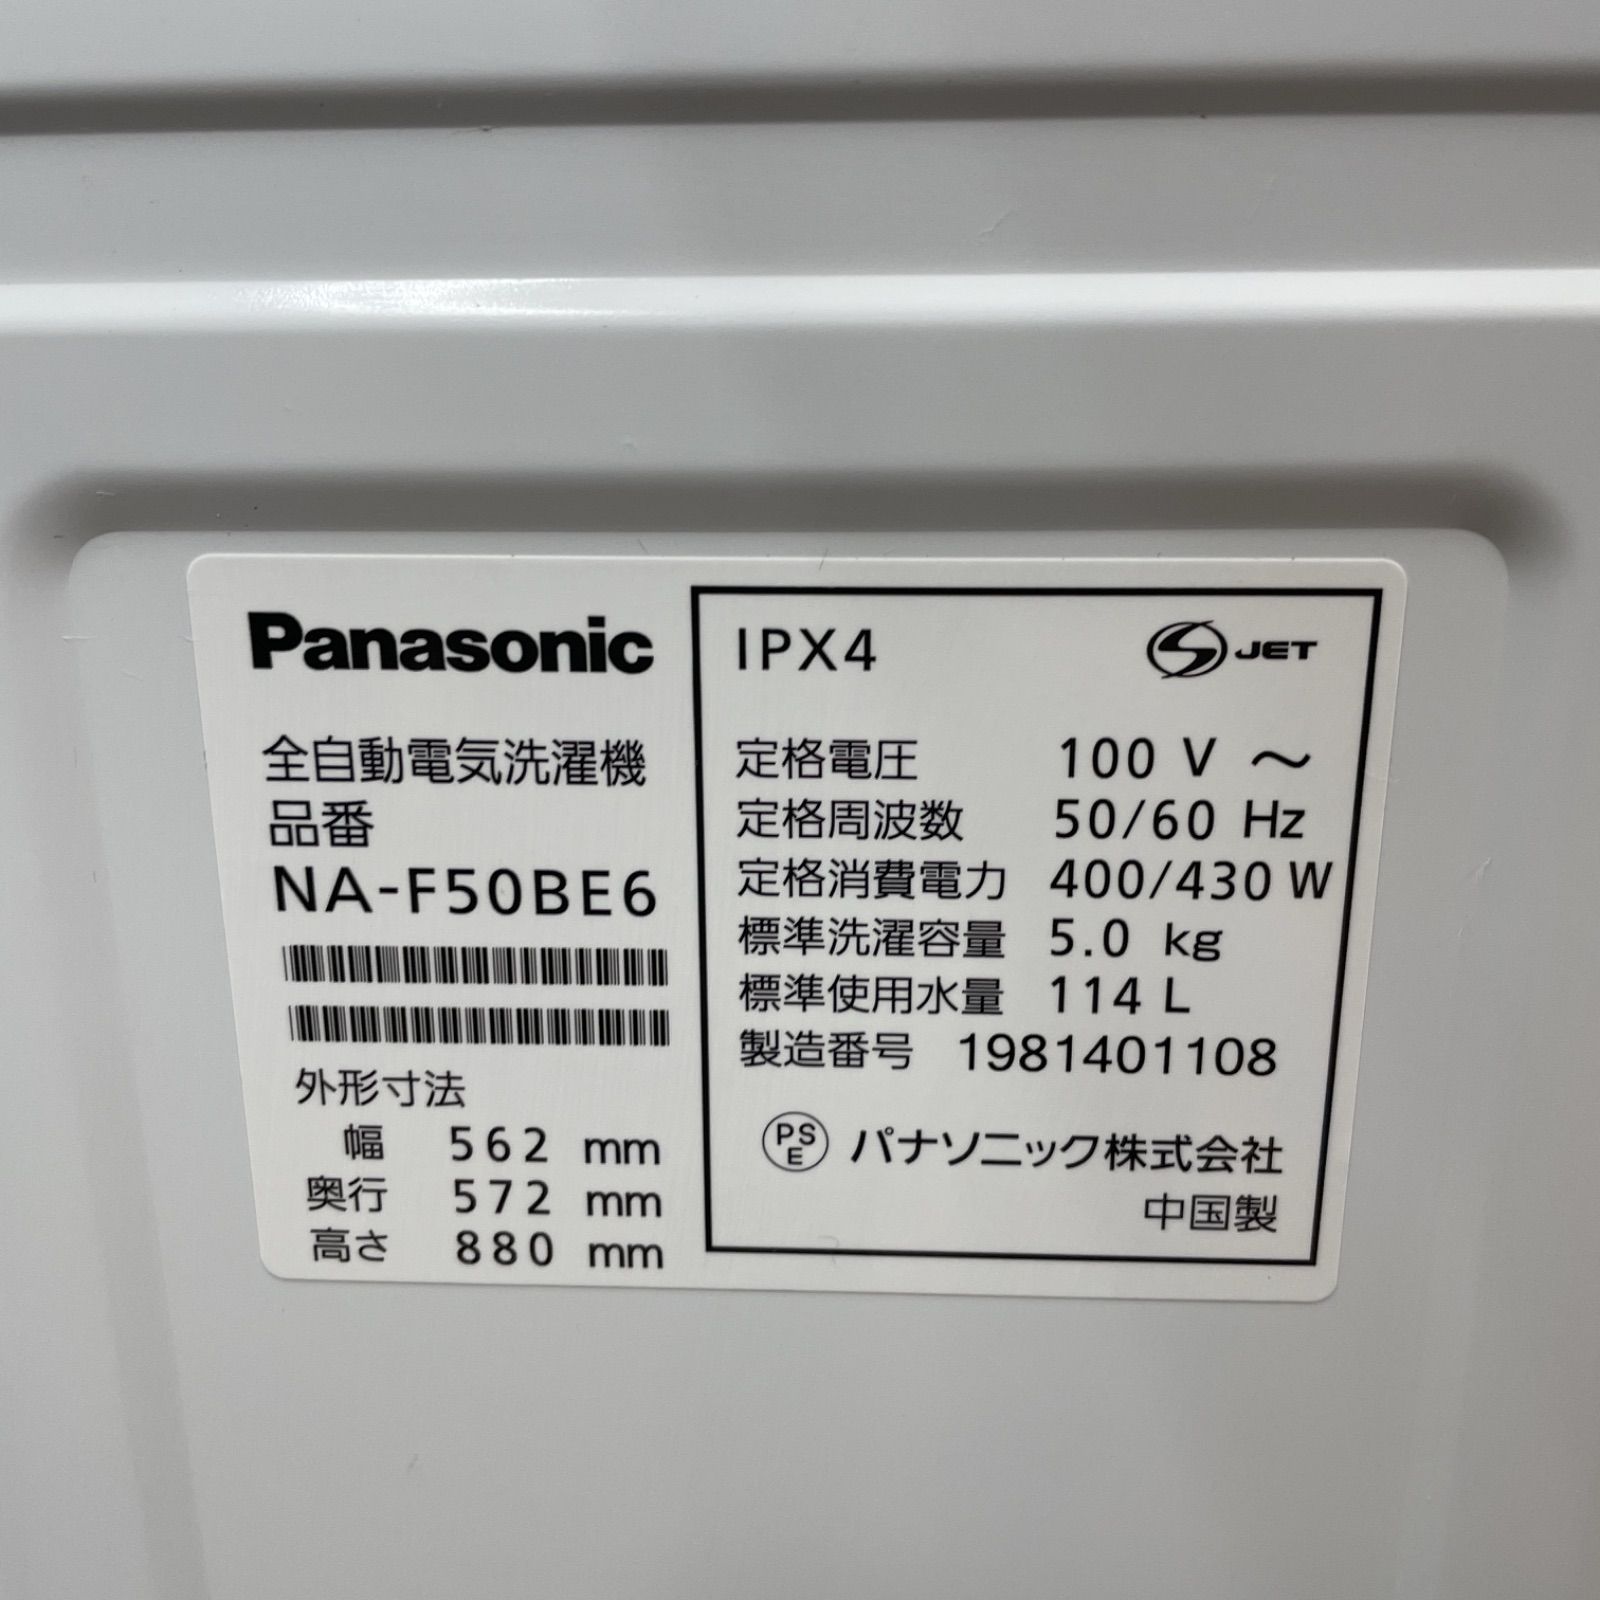 Panasonic
全自動電気洗濯機
品番
NA-F50BE6
外形寸法
幅 562 mm
奥行 572 mm
高さ 880 mm
IPX4 S JET
定格電圧 100 V ～
定格周波数 50/60 Hz
定格消費電力 400/430 W
標準洗濯容量 5.0 kg
標準使用水量 114 L
製造番号 1981401108
PSE パナソニック株式会社
中国製